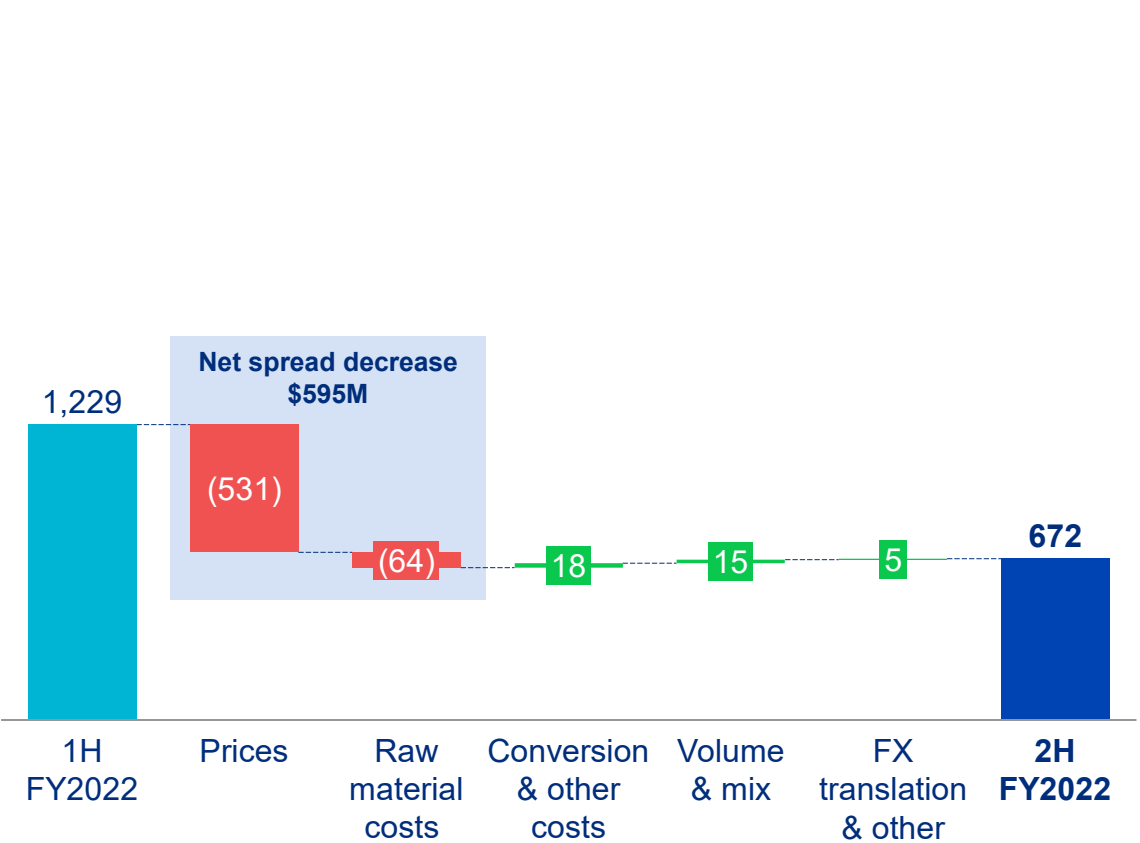 Net spread decrease
$595M
1,229
(531)
(64)
18
15
5
672
1H
FY2022
Prices
Raw
material
costs
Conversion
& other
costs
Volume
& mix
FX
translation
& other
2H
FY2022